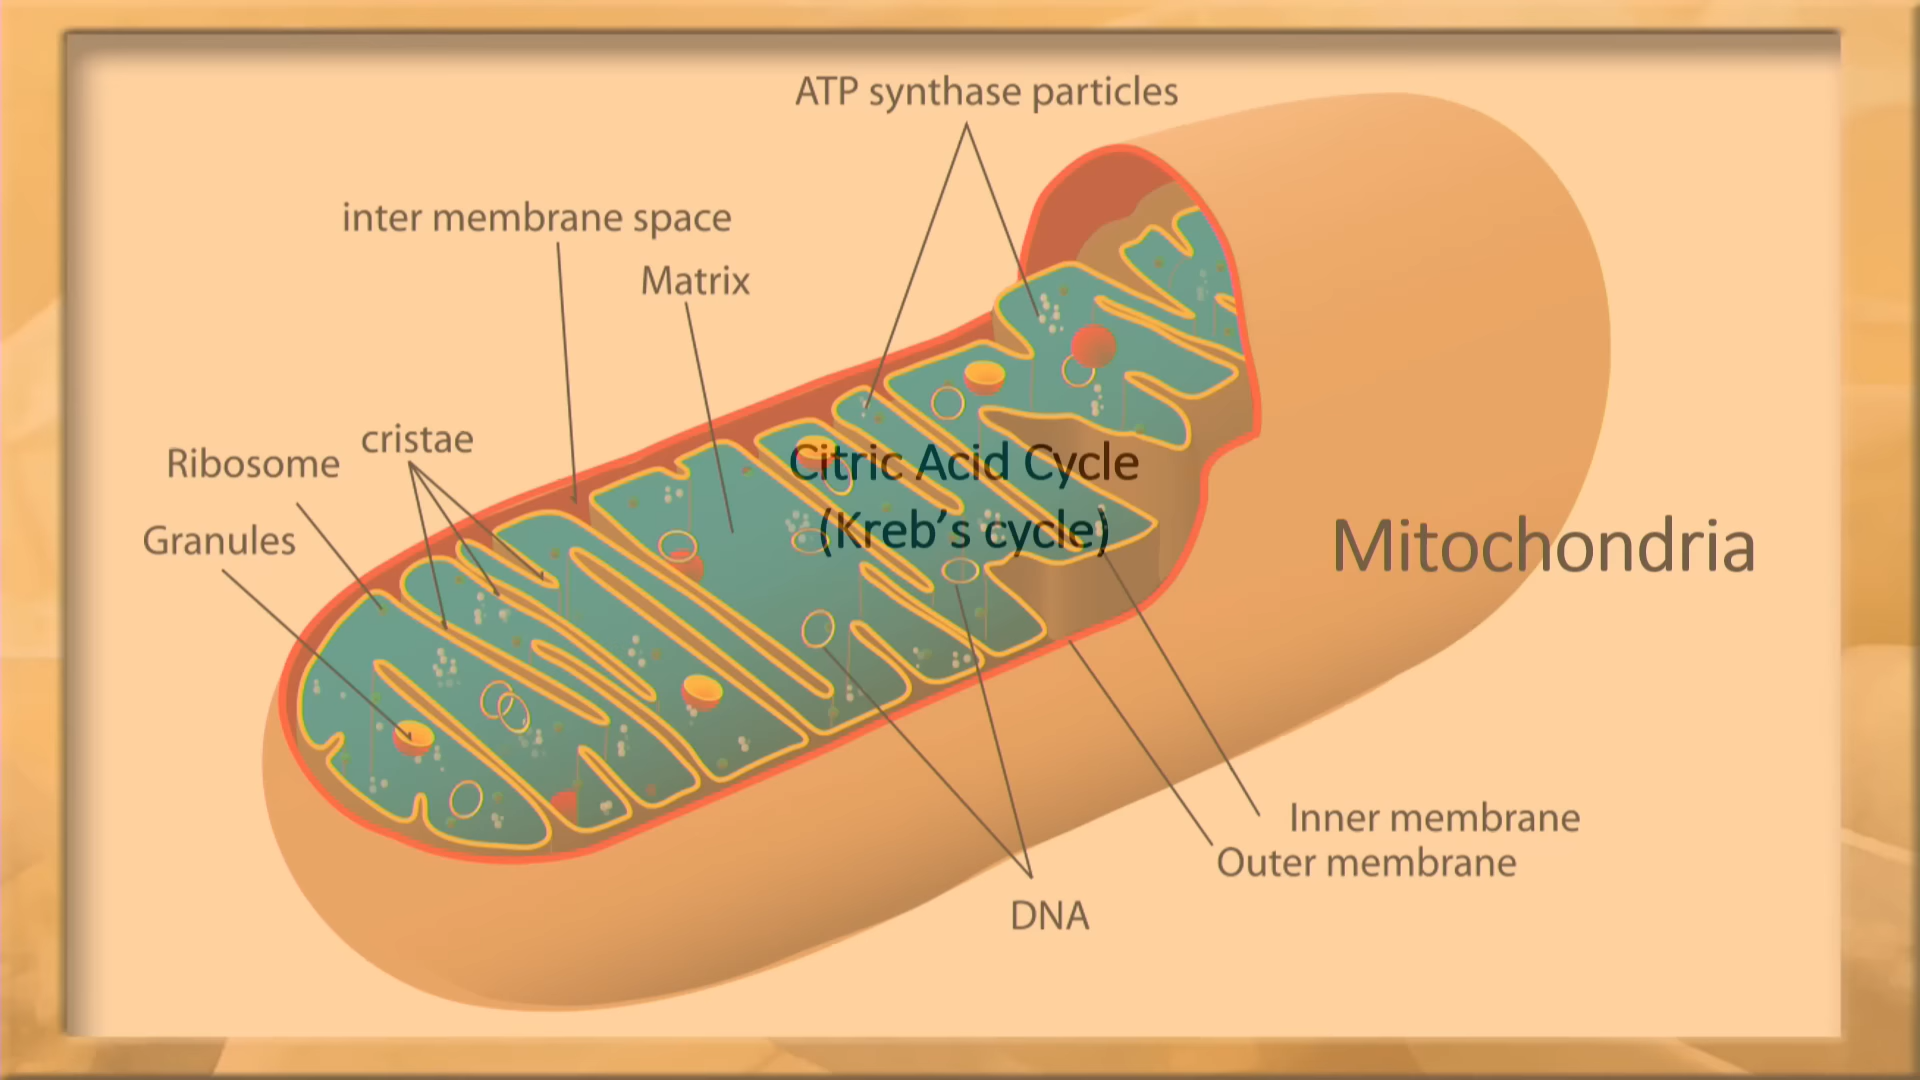 ATP synthase particles
inter membrane space
Matrix
cristae
Ribosome
Granules
Citric Acid Cycle
(Kreb’s cycle)
Mitochondria
Inner membrane
Outer membrane
DNA